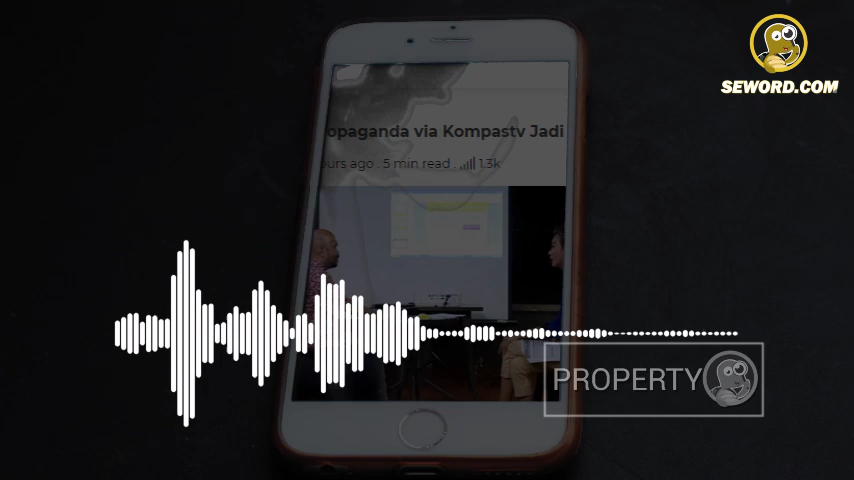 SEWORD.COM
opaganda via Kompastv Jadi
ours ago . 5 min read . 1.3k
PROPERTY